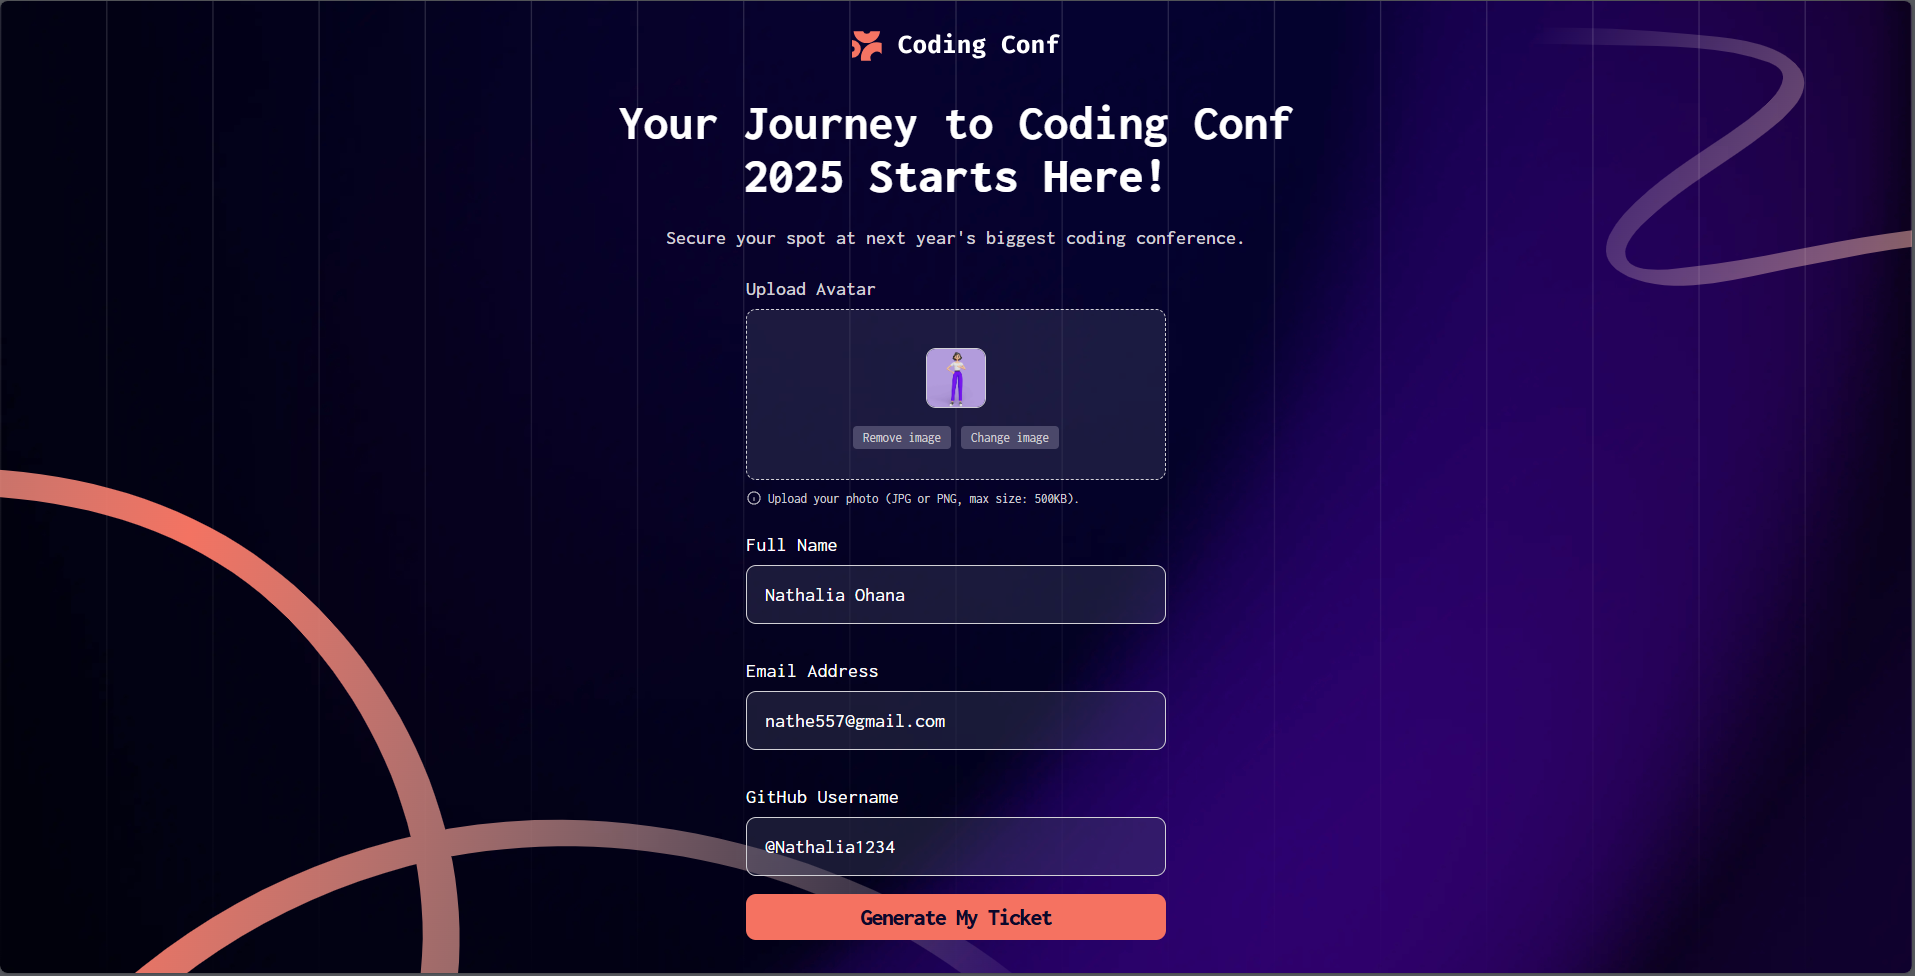 Coding Conf
Your Journey to Coding Conf
2025 Starts Here!
Secure your spot at next year's biggest coding conference.
Upload Avatar
Remove image
Change image
Upload your photo (JPG or PNG, max size: 500KB).
Full Name
Nathalia Ohana
Email Address
nathe557@gmail.com
GitHub Username
@Nathalia1234
Generate My Ticket